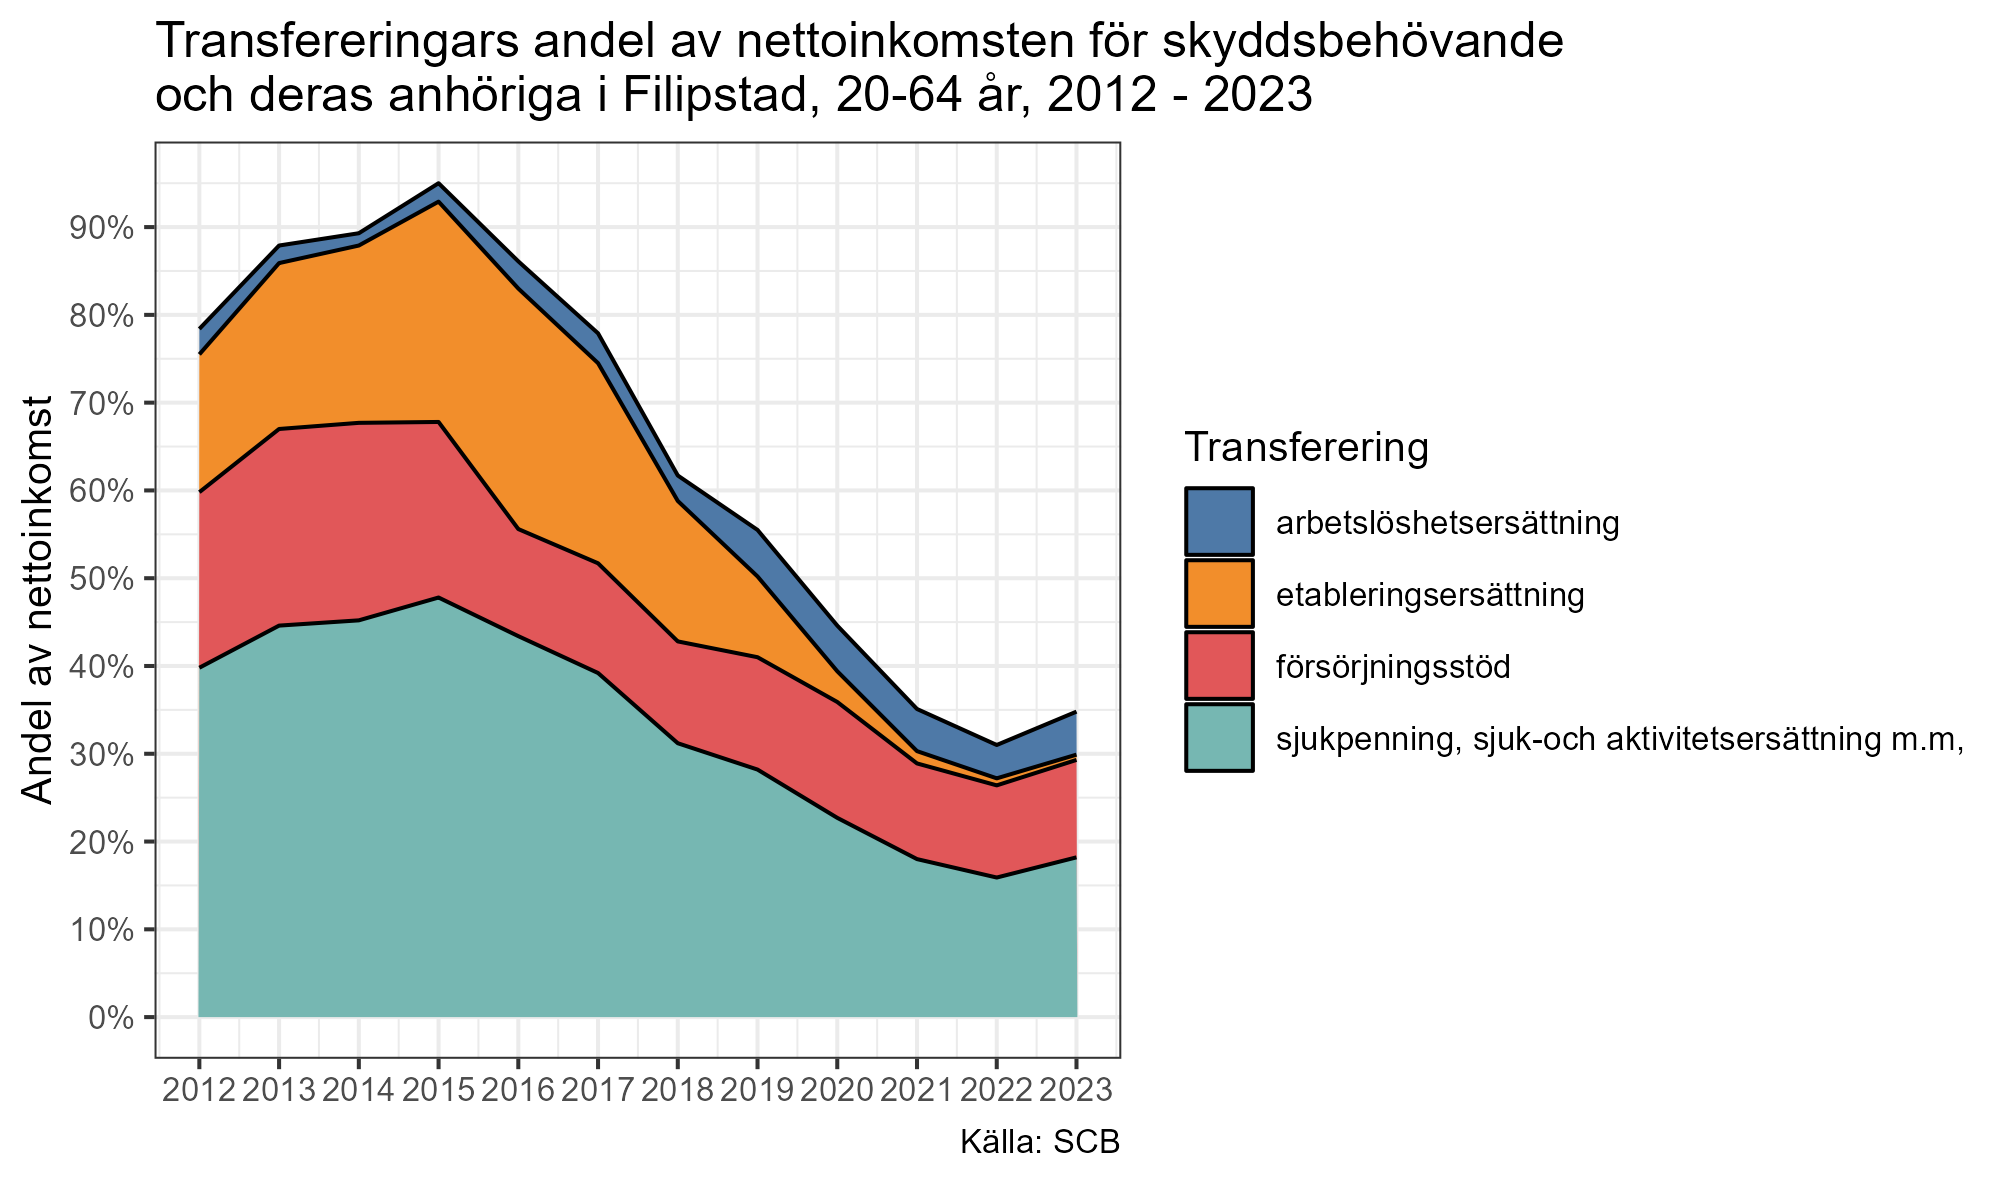 Transfereringars andel av nettoinkomsten för skyddsbehövande
och deras anhöriga i Filipstad, 20-64 år, 2012 - 2023
Andel av nettoinkomst
90%
80%
70%
60%
50%
40%
30%
20%
10%
0%
2012 2013 2014 2015 2016 2017 2018 2019 2020 2021 2022 2023
Källa: SCB
Transferering
arbetslöshetsersättning
etableringsersättning
försörjningsstöd
sjukpenning, sjuk-och aktivitetsersättning m.m,